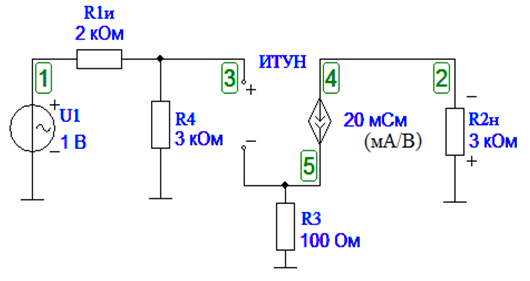 R1и
2 кОм
1
3
ИТУН
4
2
+
+
−
−
U1
1 В
−
R4
3 кОм
20 мСм
(мА/В)
R2н
3 кОм
+
5
R3
100 Ом